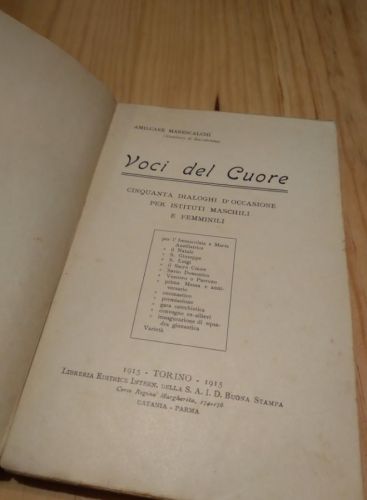 AMILCARE MARESCALCHI
Voci del Cuore
CINQUANTA DIALOGHI D'OCCASIONE
PER ISTITUTI MASCHILI
E FEMMINILI
per l'Immacolata e Maria
Ausiliatrice
» il Natale
» S. Giuseppe
» S. Luigi
» il Sacro Cuore
» Santo Domenico
» Vescovo o Parroco
» prima Messa e anni-
versario
» onomastico
» premiazione
» gara catechistica
» convegno ex-allievi
» inaugurazione di squa-
dra ginnastica
Varietà
1915 - TORINO - 1915
LIBRERIA EDITRICE INTERN. DELLA S. A. I. D. BUONA STAMPA
Corso Regina Margherita, 174-176
CATANIA - PARMA